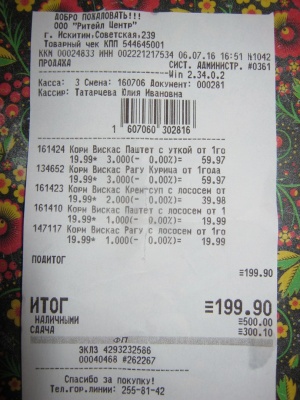 ДОБРО ПОЖАЛОВАТЬ!!!
ООО "Ритейл Центр"
г. Искитим.Советская.239
Товарный чек КПП 544645001
ККМ 00024833 ИНН 002221217534 06.07.16 16:51 №1042
ПРОДАЖА СИСТ. АДМИНИСТР. #0361
Win 2.34.0.2
Касса: 3 Смена: 160706 Документ: 000281
Кассир: Татарчева Юлия Ивановна
1 607060 302816
161424 Корм Вискас Паштет с уткой от 1го
19.99* 3.000(- 0.00%)= 59.97
134652 Корм Вискас Рагу Курица от 1года
19.99* 3.000(- 0.00%)= 59.97
161423 Корм Вискас Крем-суп с лососем от
19.99* 2.000(- 0.00%)= 39.98
161410 Корм Вискас Паштет с лососем от 1
19.99* 1.000(- 0.00%)= 19.99
147117 Корм Вискас Рагу с лососем от 1го
19.99* 1.000(- 0.00%)= 19.99
ПОДИТОГ
≡199.90
ИТОГ ≡199.90
НАЛИЧНЫМИ ≡500.00
СДАЧА ≡300.10
ФП
ЭКЛЗ 4293232586
00040468 #262267
Спасибо за покупку!
Тел.гор.линии: 255-81-42